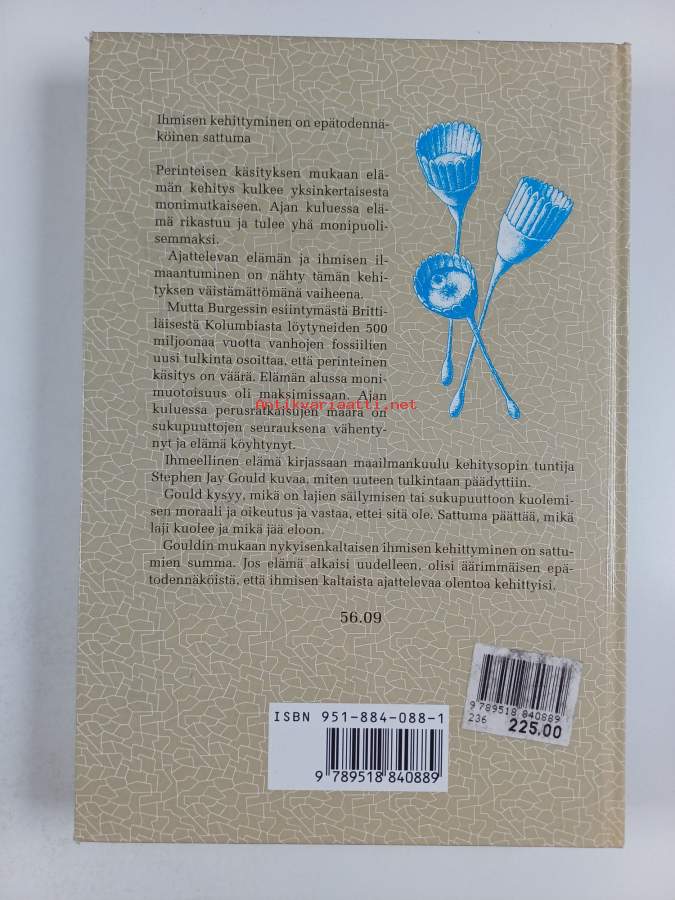 Ihmisen kehittyminen on epätodennä-
köinen sattuma
Perinteisen käsityksen mukaan elä-
män kehitys kulkee yksinkertaisesta
monimutkaiseen. Ajan kuluessa elä-
mä rikastuu ja tulee yhä monipuoli-
semmaksi.
Ajattelevan elämän ja ihmisen il-
maantuminen on nähty tämän kehi-
tyksen väistämättömänä vaiheena.
Mutta Burgessin esiintymästä Britti-
läisestä Kolumbiasta löytyneiden 500
miljoonaa vuotta vanhojen fossiilien
uusi tulkinta osoittaa, että perinteinen
käsitys on väärä. Elämän alussa moni-
muotoisuus oli maksimissaan. Ajan
Antikvariaatti.net
kuluessa perusratkaisujen määrä on
sukupuuttojen seurauksena vähenty-
nyt ja elämä köyhtynyt.
Ihmeellinen elämä kirjassaan maailmankuulu kehitysopin tuntija
Stephen Jay Gould kuvaa, miten uuteen tulkintaan päädyttiin.
Gould kysyy, mikä on lajien säilymisen tai sukupuuttoon kuolemi-
sen moraali ja oikeutus ja vastaa, ettei sitä ole. Sattuma päättää, mikä
laji kuolee ja mikä jää eloon.
Gouldin mukaan nykyisenkaltaisen ihmisen kehittyminen on sattu-
mien summa. Jos elämä alkaisi uudelleen, olisi äärimmäisen epä-
todennäköistä, että ihmisen kaltaista ajattelevaa olentoa kehittyisi.
56.09
9 789518 840889
236 225.00
ISBN 951-884-088-1
9 789518 840889